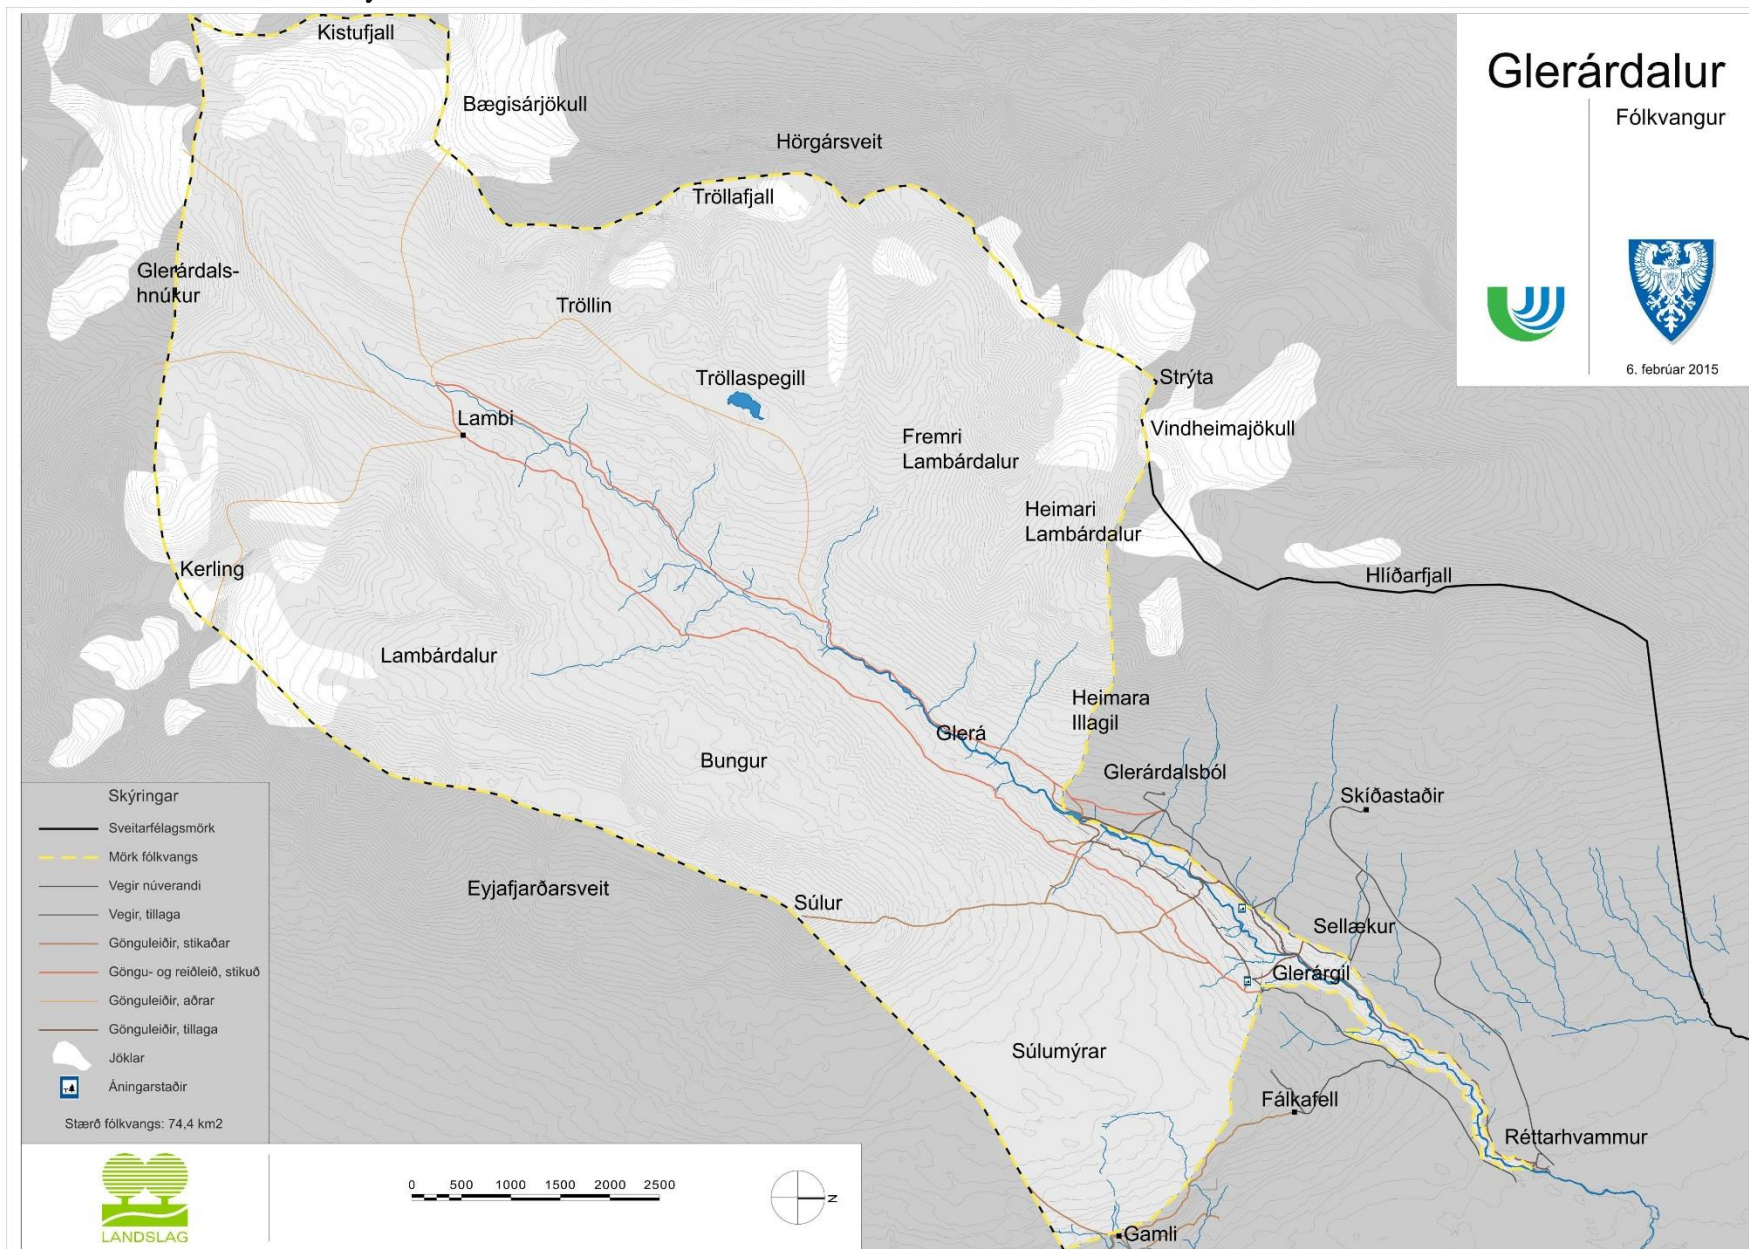 Glerárdalur
Fólkvangur
6. febrúar 2015
Kistufjall
Bægisárjökull
Hörgársveit
Tröllafjall
Glerárdals-
hnúkur
Tröllin
Tröllaspegill
Strýta
Lambi
Vindheimajökull
Fremri
Lambárdalur
Heimari
Lambárdalur
Kerling
Hlíðarfjall
Lambárdalur
Heimara
Illagil
Glerá
Bungur
Glerárdalsból
Skíðastaðir
Eyjafjarðarsveit
Súlur
Sellækur
Glerárgil
Súlumýrar
Fálkafell
Réttarhvammur
Gamli
Skýringar
Sveitarfélagsmörk
Mörk fólkvangs
Vegir núverandi
Vegir, tillaga
Gönguleiðir, stikaðar
Göngu- og reiðleið, stikuð
Gönguleiðir, aðrar
Gönguleiðir, tillaga
Jöklar
Áningarstaðir
Stærð fólkvangs: 74,4 km2
LANDSLAG
0 500 1000 1500 2000 2500
N